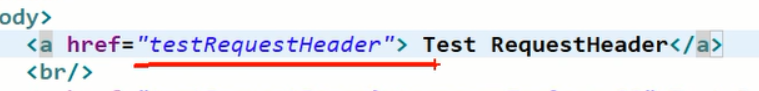 ody>
<a href="testRequestHeader"> Test RequestHeader</a>
<br/>